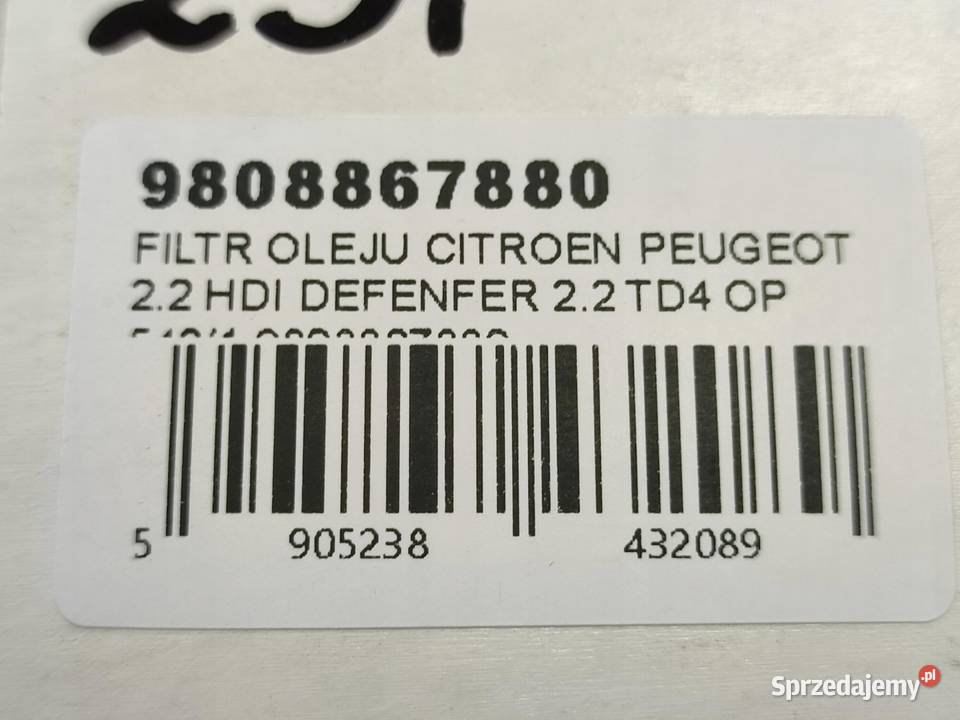 9808867880
FILTR OLEJU CITROEN PEUGEOT
2.2 HDI DEFENFER 2.2 TD4 OP
5 905238 432089
Sprzedajemy.pl